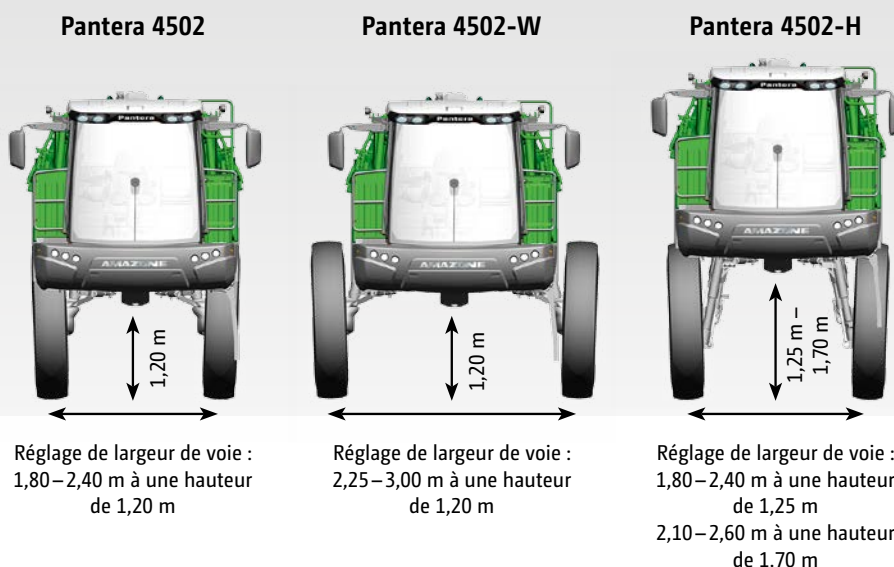 Pantera 4502
Pantera 4502-W
Pantera 4502-H
Pantera
Pantera
Pantera
AMAZONE
AMAZONE
AMAZONE
1,20 m
1,20 m
1,25 m –
1,70 m
Réglage de largeur de voie :
1,80 – 2,40 m à une hauteur
de 1,20 m
Réglage de largeur de voie :
2,25 – 3,00 m à une hauteur
de 1,20 m
Réglage de largeur de voie :
1,80 – 2,40 m à une hauteur
de 1,25 m
2,10 – 2,60 m à une hauteur
de 1,70 m